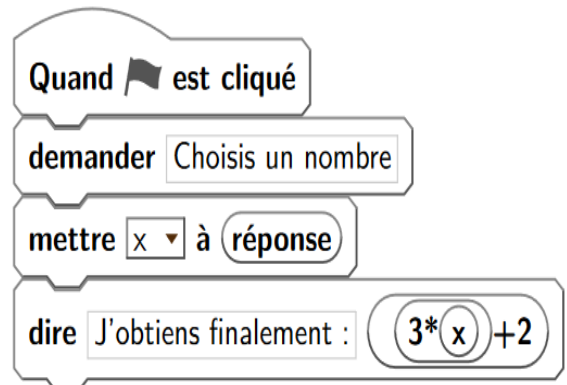 Quand est cliqué
demander Choisis un nombre
mettre x à réponse
dire J'obtiens finalement : 3*x+2